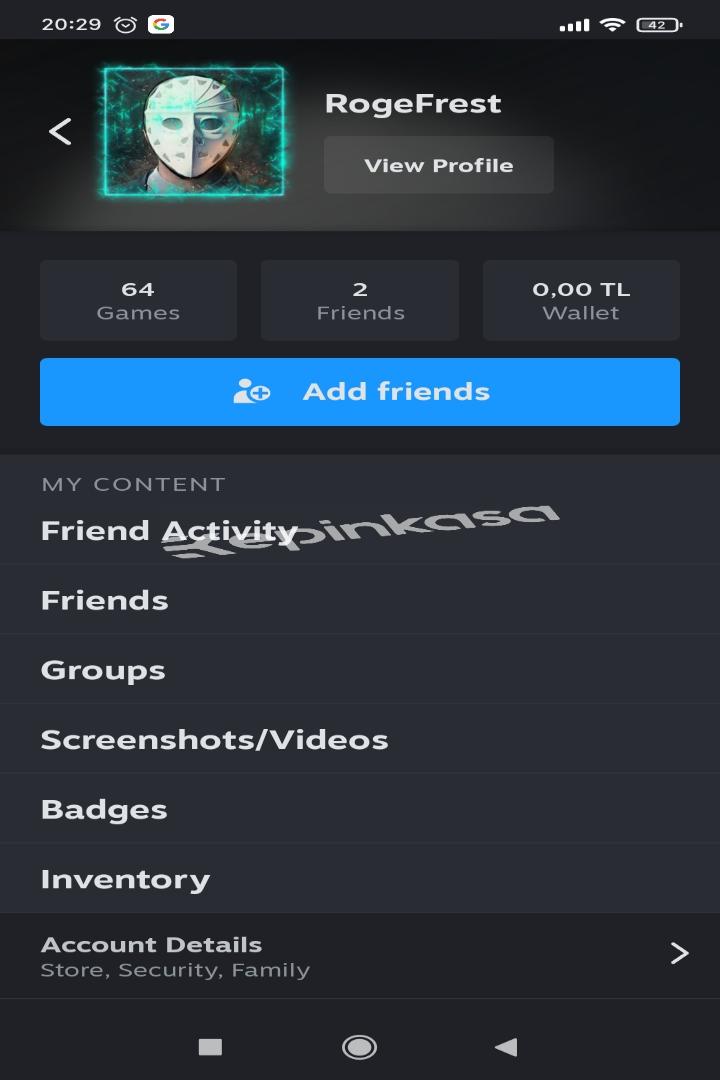 20:29
42
RogeFrest
View Profile
64
Games
2
Friends
0,00 TL
Wallet
Add friends
MY CONTENT
Friend Activity
epinkasa
Friends
Groups
Screenshots/Videos
Badges
Inventory
Account Details
Store, Security, Family